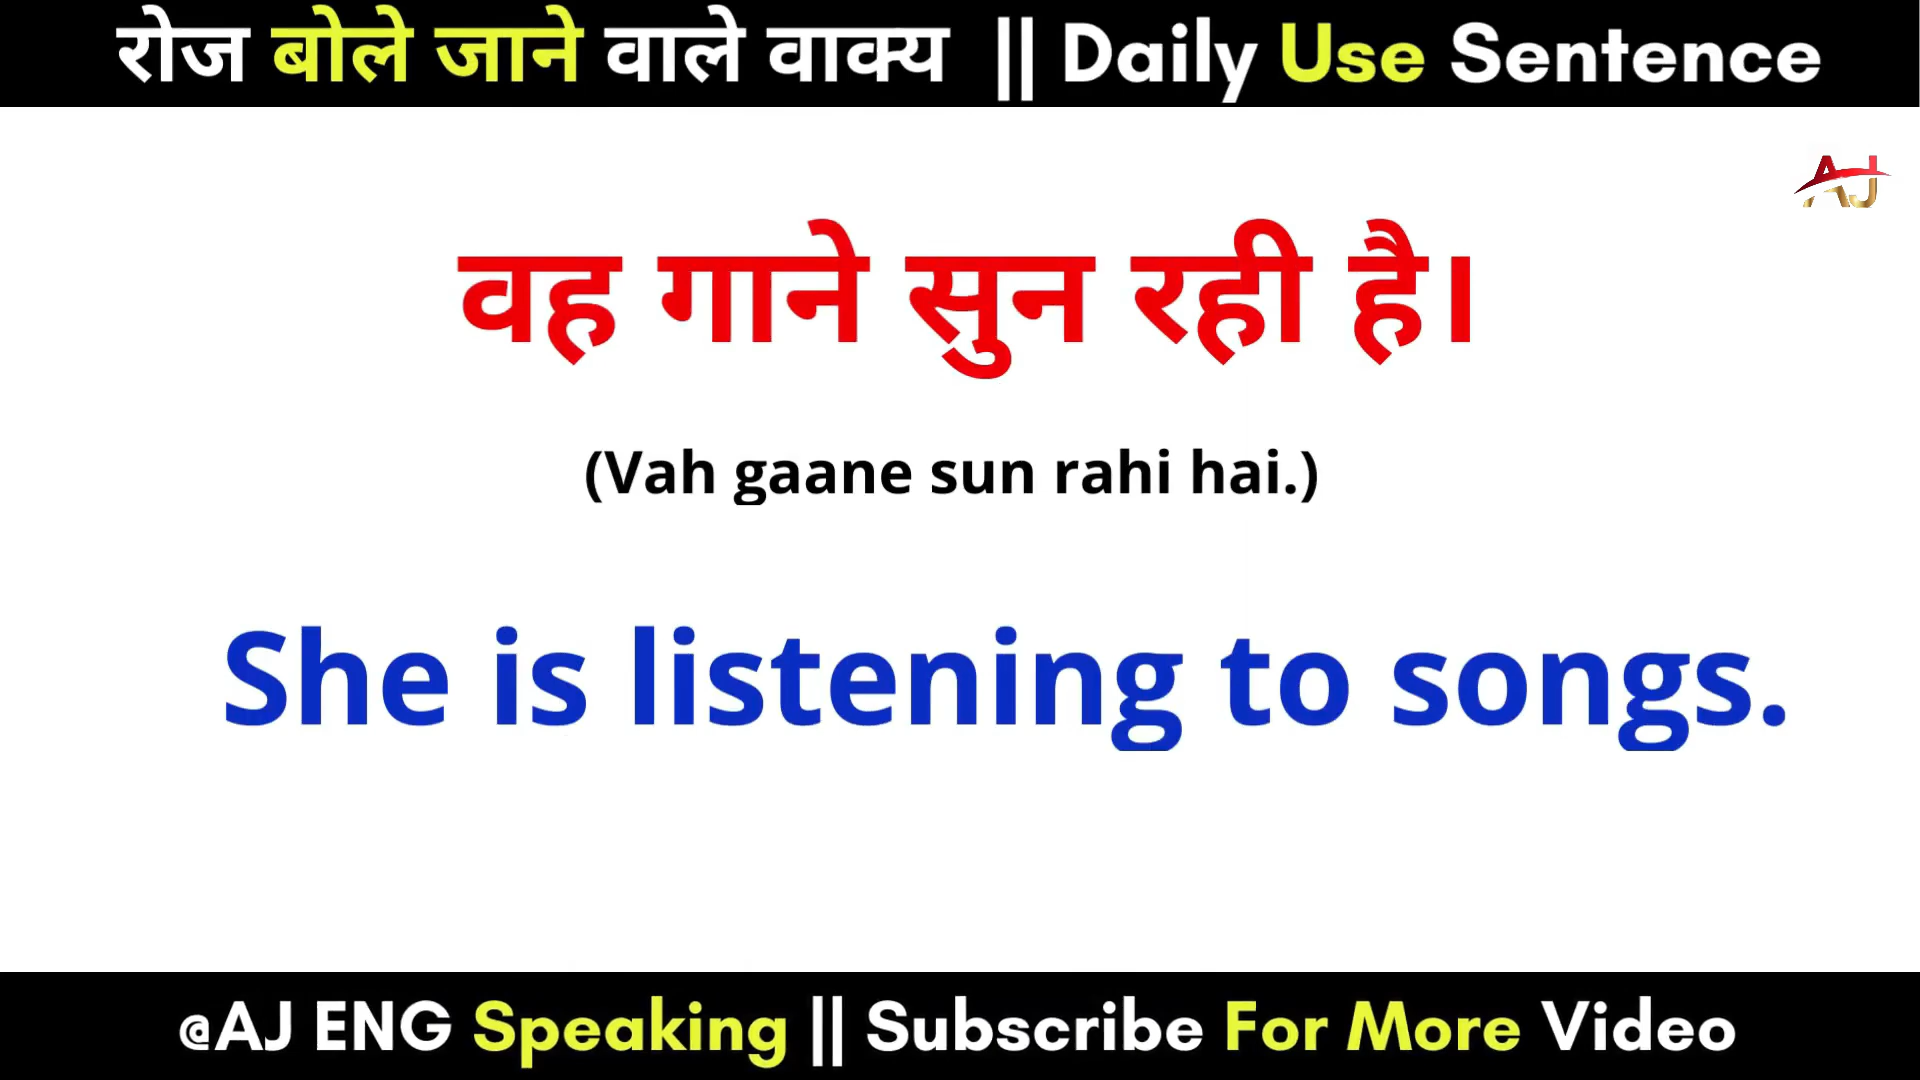 रोज बोले जाने वाले वाक्य || Daily Use Sentence
AJ
वह गाने सुन रही है।
(Vah gaane sun rahi hai.)
She is listening to songs.
@AJ ENG Speaking || Subscribe For More Video